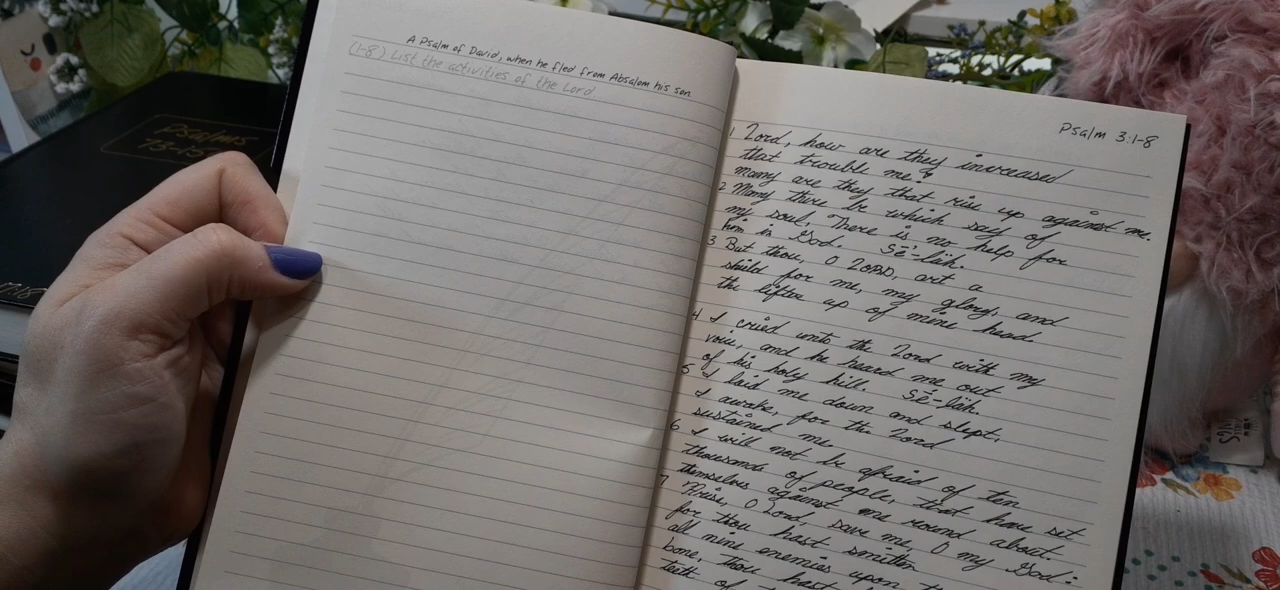 A Psalm of David, when he fled from Absalom his son
(1-8) List the activities of the Lord
Psalm 3:1-8
1 Lord, how are they increased
that trouble me?
many are they that rise up against me.
2 Many there be which say of
my soul, There is no help for
him in God. Sē'-läh.
3 But thou, O LORD, art a
shield for me, my glory, and
the lifter up of mine head.
4 I cried unto the Lord with my
voice, and he heard me out
of his holy hill. Sē-läh.
5 I laid me down and slept,
I awake, for the Lord
sustained me
6 I will not be afraid of ten
thousands of people, that have set
themselves against me round about.
7 Arise, O Lord, save me, O my God:
for thou hast smitten
all mine enemies upon
bone, thou hast
teeth of
Psalms